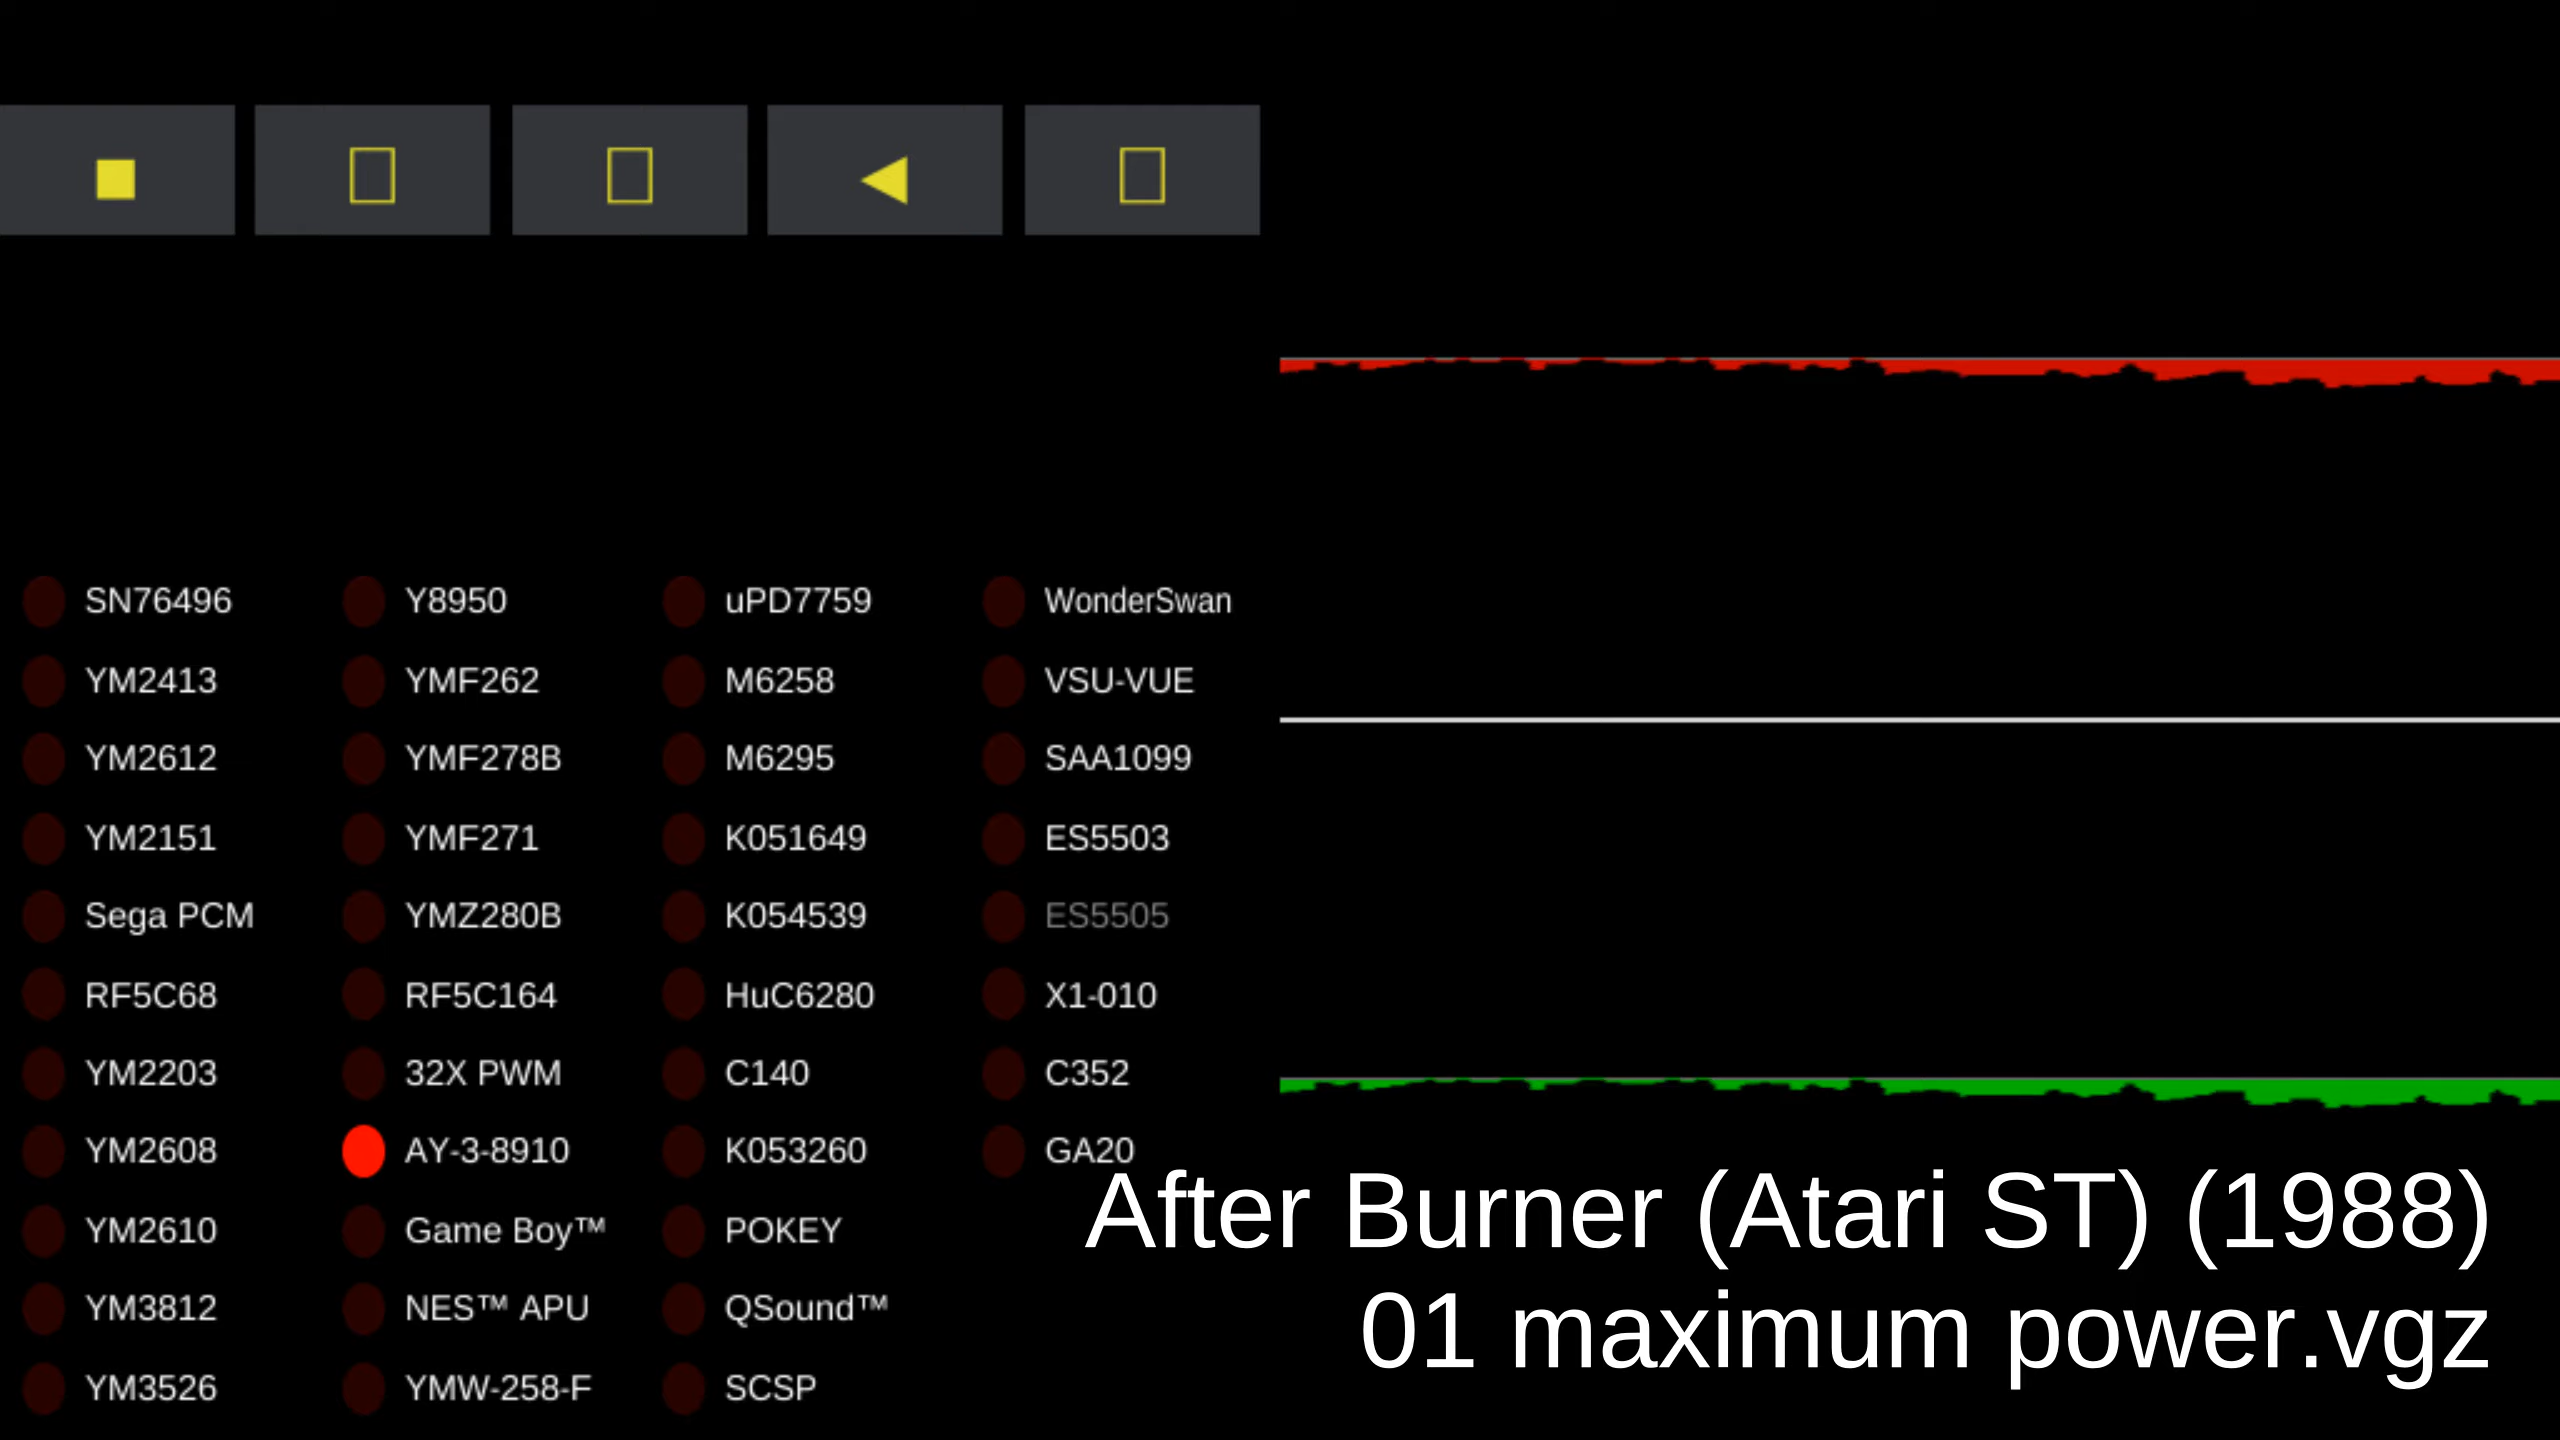 SN76496
YM2413
YM2612
YM2151
Sega PCM
RF5C68
YM2203
YM2608
YM2610
YM3812
YM3526
Y8950
YMF262
YMF278B
YMF271
YMZ280B
RF5C164
32X PWM
AY-3-8910
Game Boy™
NES™ APU
YMW-258-F
uPD7759
M6258
M6295
K051649
K054539
HuC6280
C140
K053260
POKEY
QSound™
SCSP
WonderSwan
VSU-VUE
SAA1099
ES5503
ES5505
X1-010
C352
GA20
After Burner (Atari ST) (1988)
01 maximum power.vgz